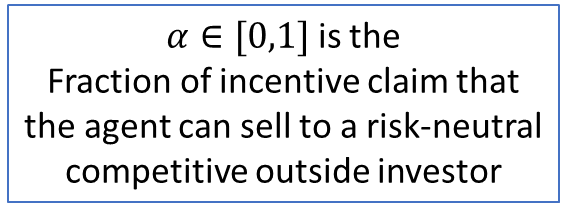 α ∈ [0,1] is the
Fraction of incentive claim that
the agent can sell to a risk-neutral
competitive outside investor